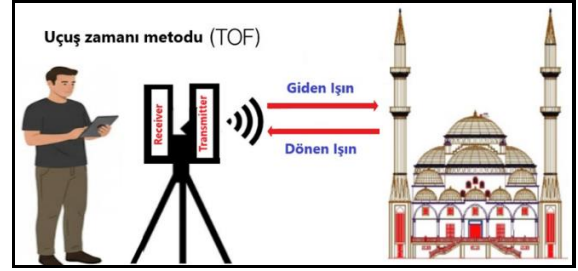 Uçuş zamanı metodu (TOF)
Receiver
Transmitter
Giden Işın
Dönen Işın